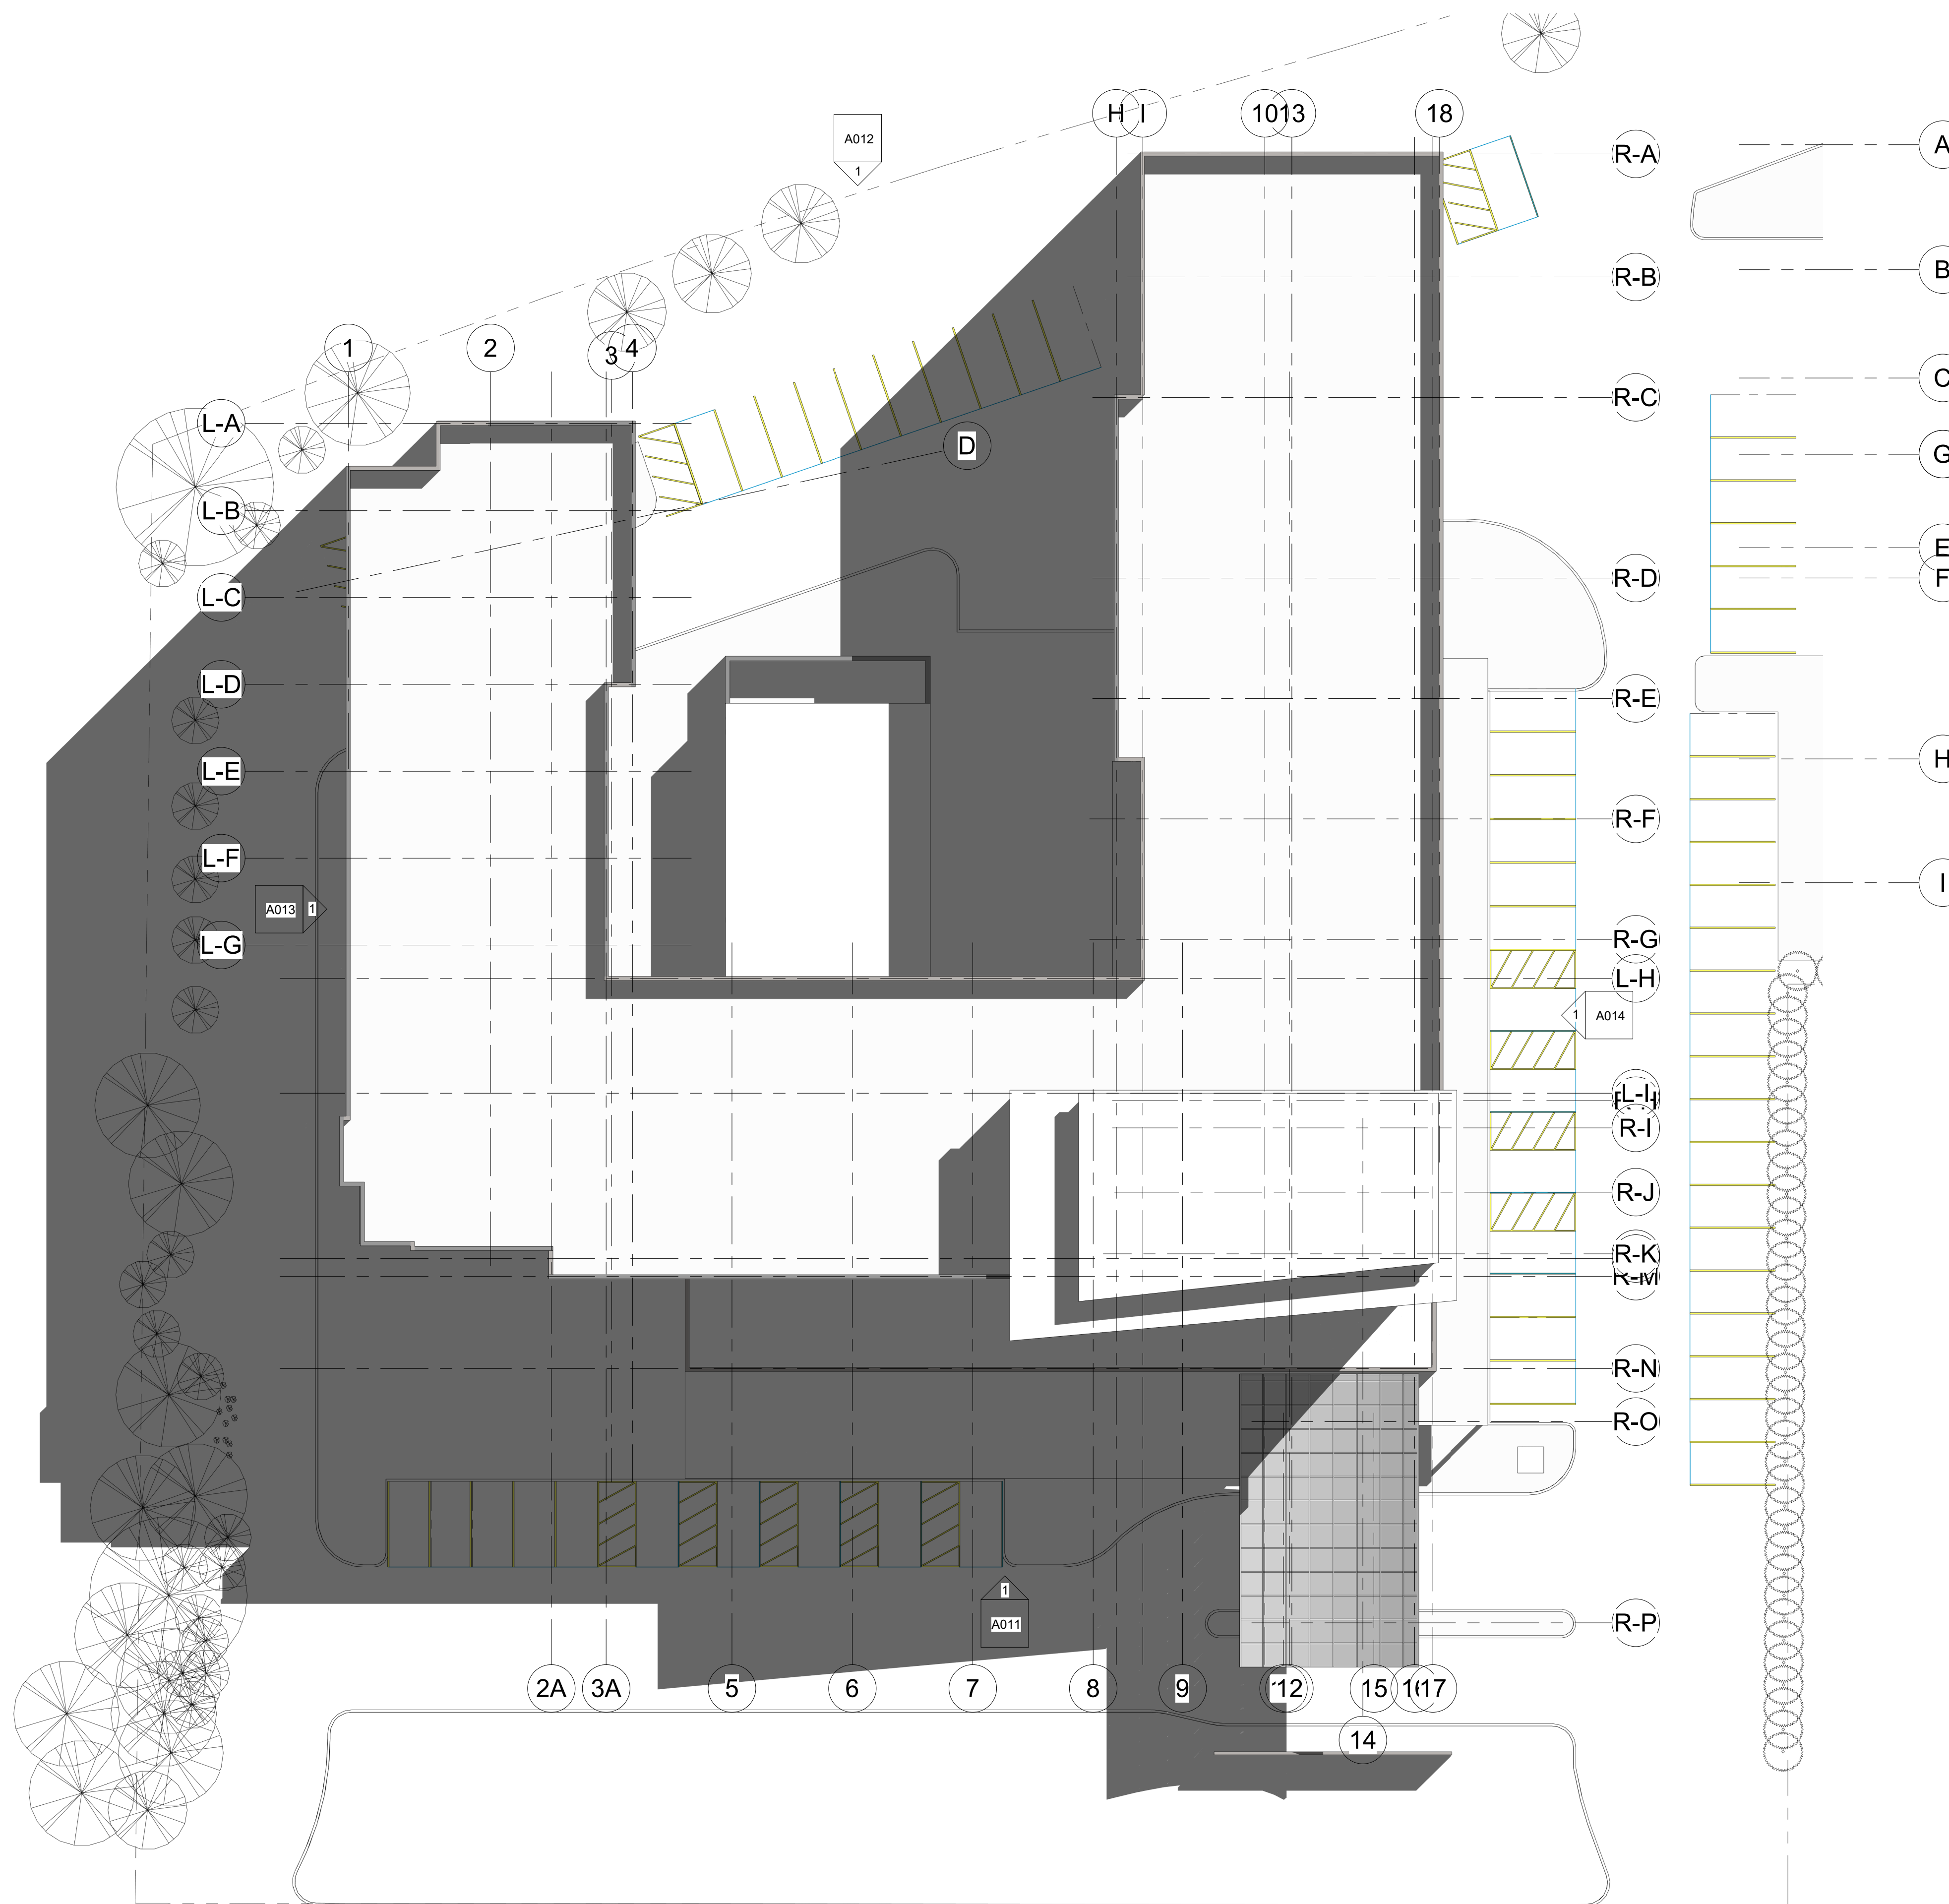 A012
1
H
I
10
13
18
R-A
A
R-B
B
1
2
3
4
R-C
C
L-A
D
G
L-B
E
L-C
R-D
F
L-D
R-E
L-E
H
R-F
L-F
I
A013
1
L-G
R-G
L-H
1
A014
L-I
R-I
R-J
R-K
R-M
R-N
R-O
1
A011
R-P
2A
3A
5
6
7
8
9
12
15
17
14